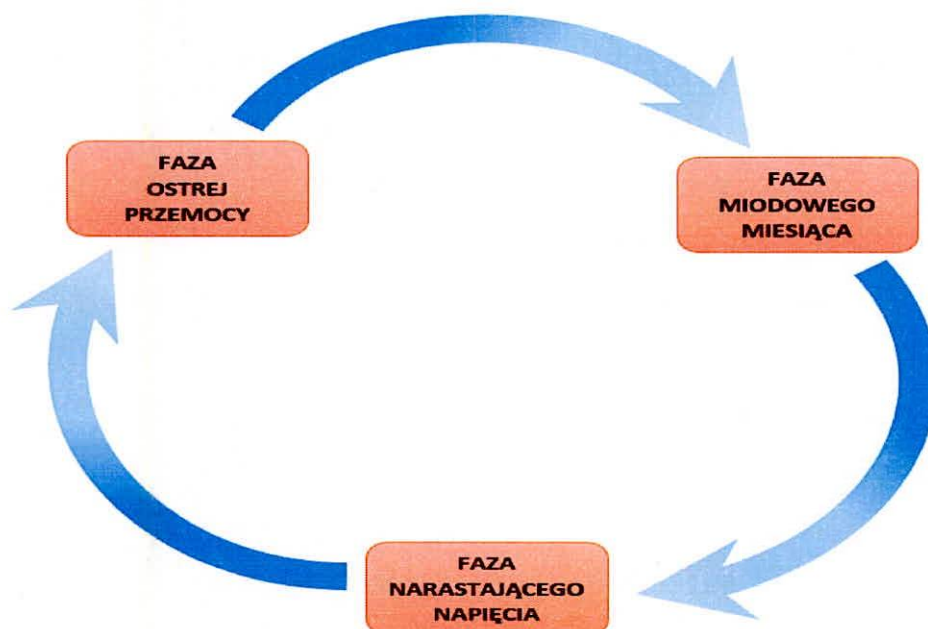 FAZA
OSTREJ
PRZEMOCY
FAZA
MIODOWEGO
MIESIĄCA
FAZA
NARASTAJĄCEGO
NAPIĘCIA